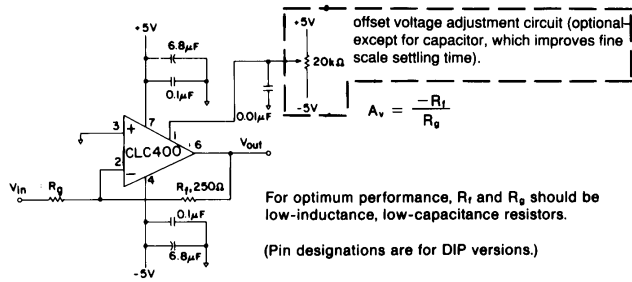 +5V
6.8µF
0.1µF
+5V
20kΩ
-5V
offset voltage adjustment circuit (optional
except for capacitor, which improves fine
scale settling time).
0.01µF
Av = -Rf / Rg
3
+
7
1
CLC400
6
Vout
2
-
4
Vin
Rg
Rf, 250Ω
0.1µF
6.8µF
-5V
For optimum performance, Rf and Rg should be
low-inductance, low-capacitance resistors.
(Pin designations are for DIP versions.)